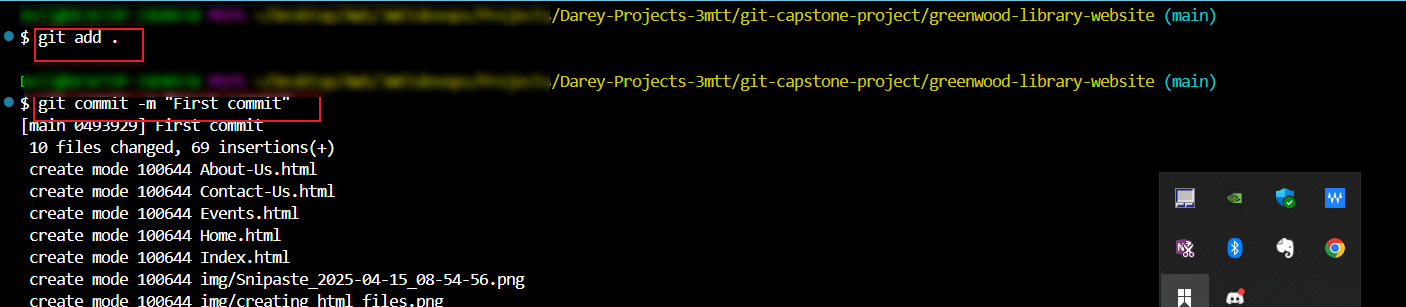 /Darey-Projects-3mtt/git-capstone-project/greenwood-library-website (main)
$ git add .
/Darey-Projects-3mtt/git-capstone-project/greenwood-library-website (main)
$ git commit -m "First commit"
[main 0493929] First commit
10 files changed, 69 insertions(+)
create mode 100644 About-Us.html
create mode 100644 Contact-Us.html
create mode 100644 Events.html
create mode 100644 Home.html
create mode 100644 Index.html
create mode 100644 img/Snipaste_2025-04-15_08-54-56.png
create mode 100644 img/creating html files.png